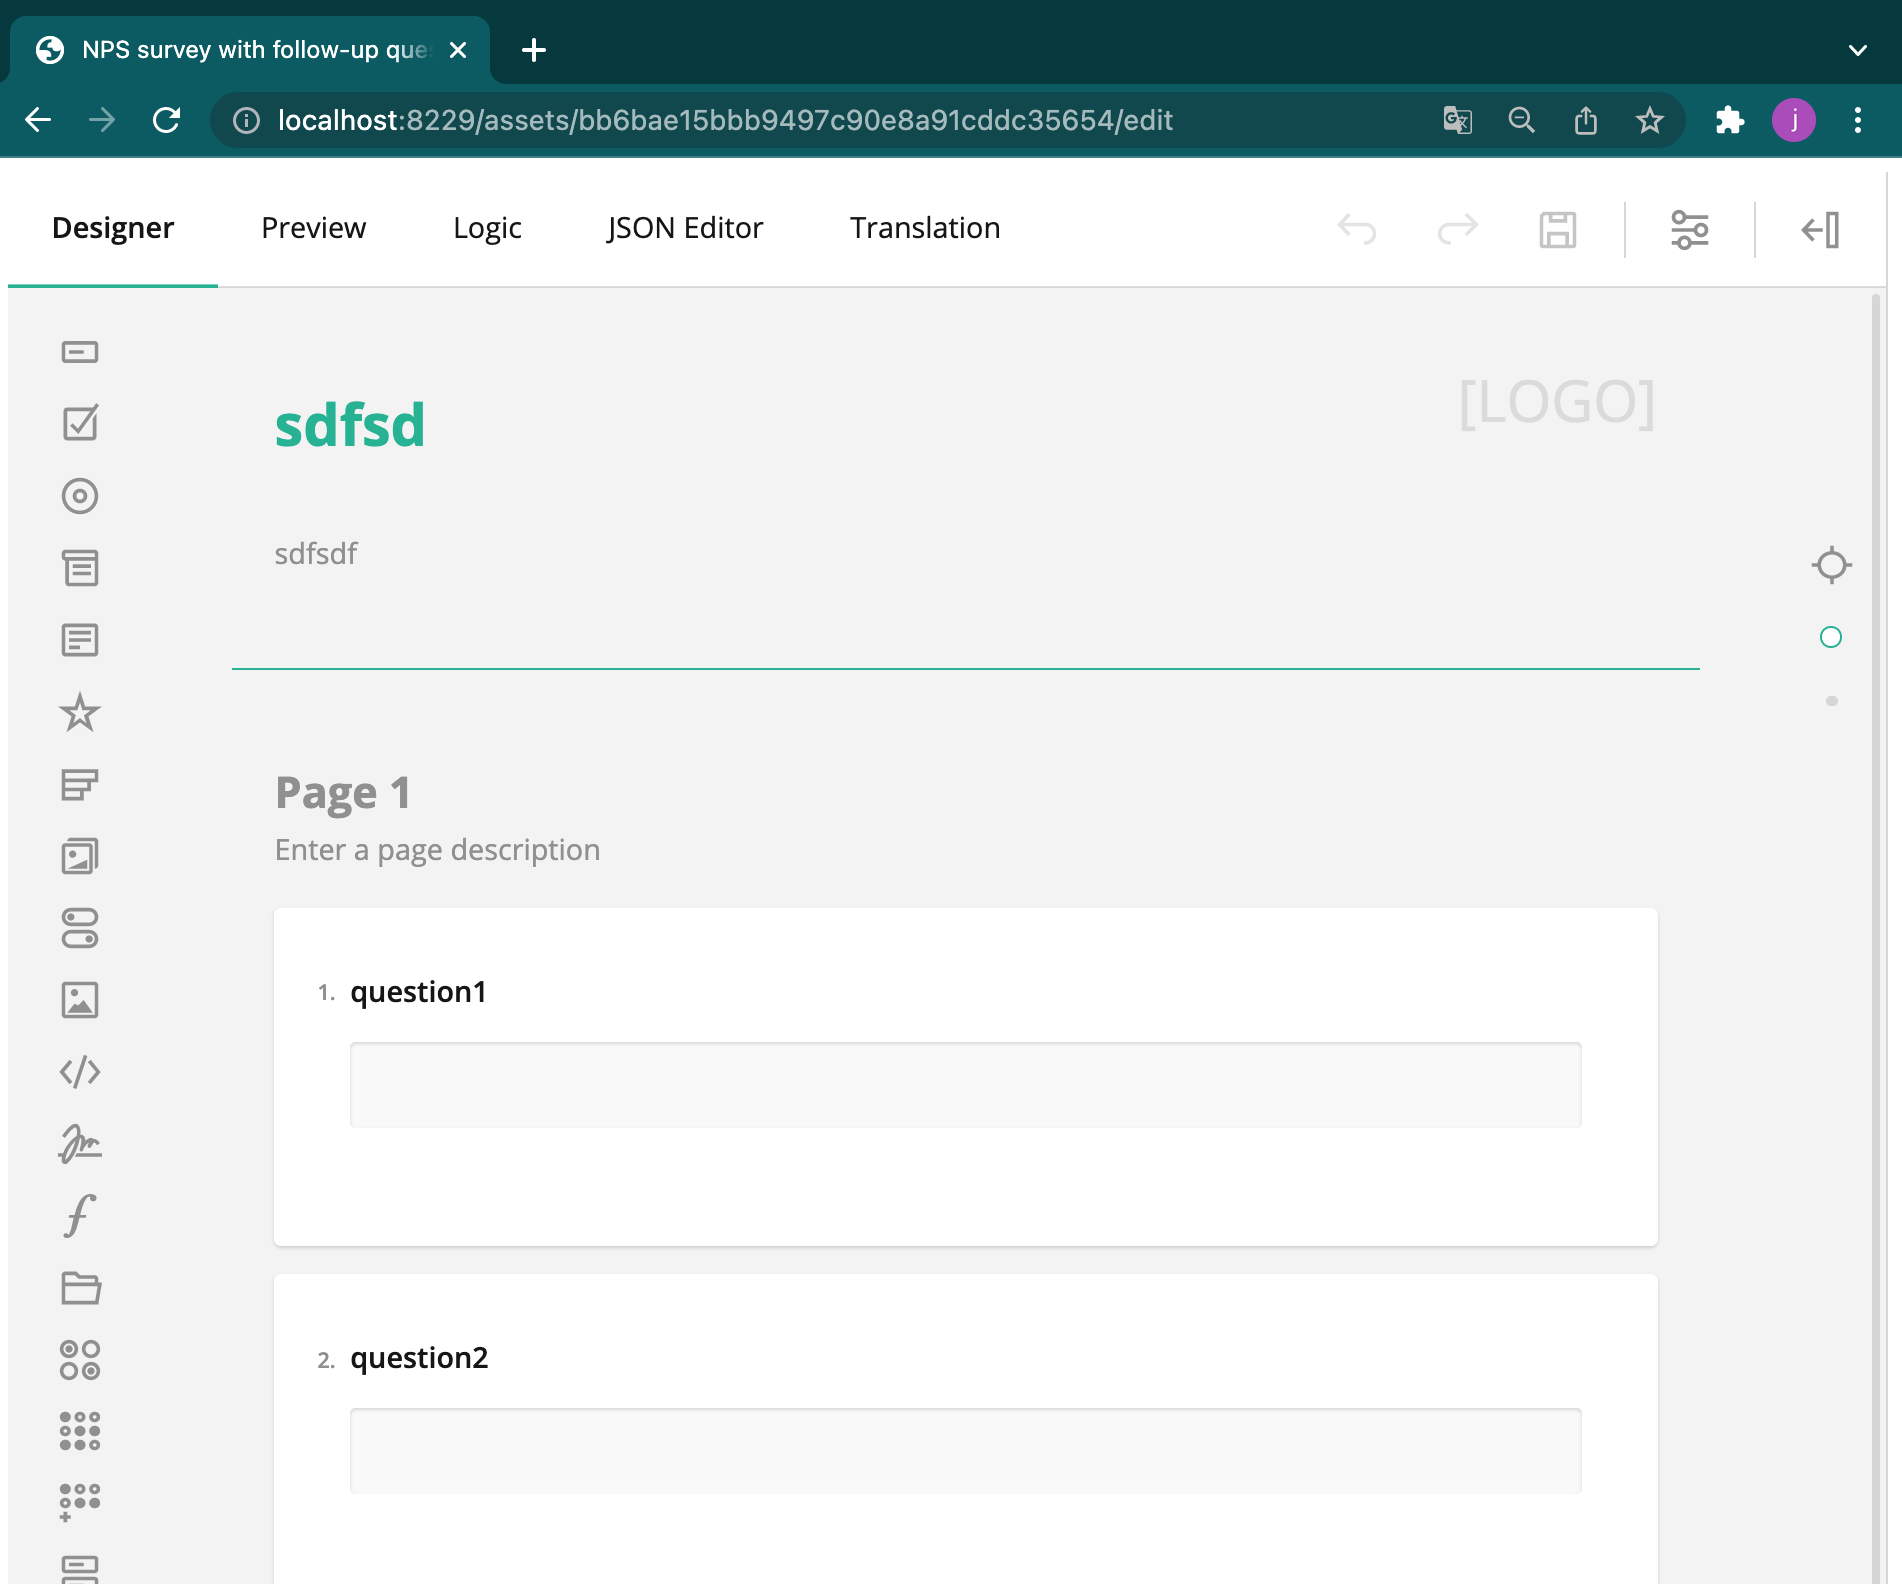 NPS survey with follow-up que
localhost:8229/assets/bb6bae15bbb9497c90e8a91cddc35654/edit
j
Designer Preview Logic JSON Editor Translation
sdfsd
[LOGO]
sdfsdf
Page 1
Enter a page description
1. question1
2. question2